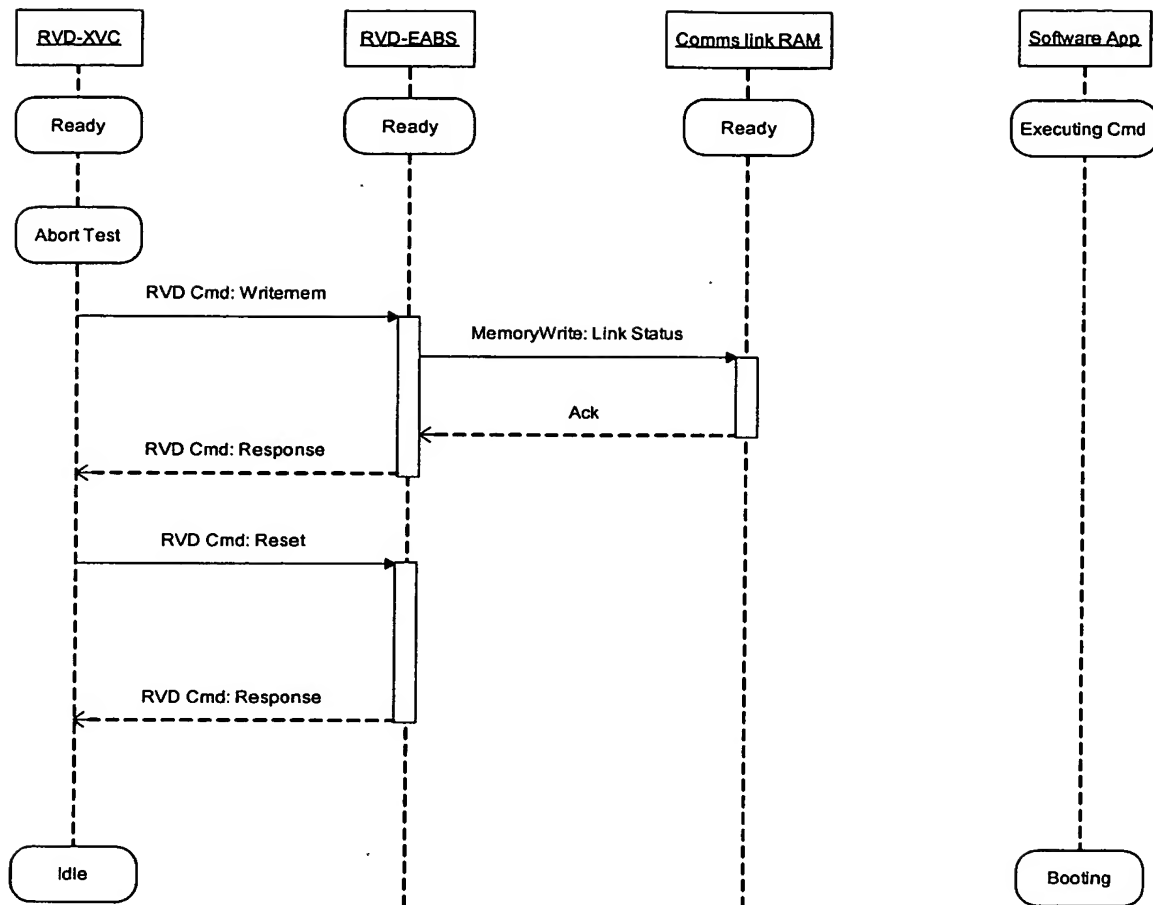 RVD-XVC
RVD-EABS
Comms link RAM
Software App
Ready
Ready
Ready
Executing Cmd
Abort Test
RVD Cmd: Writemem
MemoryWrite: Link Status
Ack
RVD Cmd: Response
RVD Cmd: Reset
RVD Cmd: Response
Idle
Booting